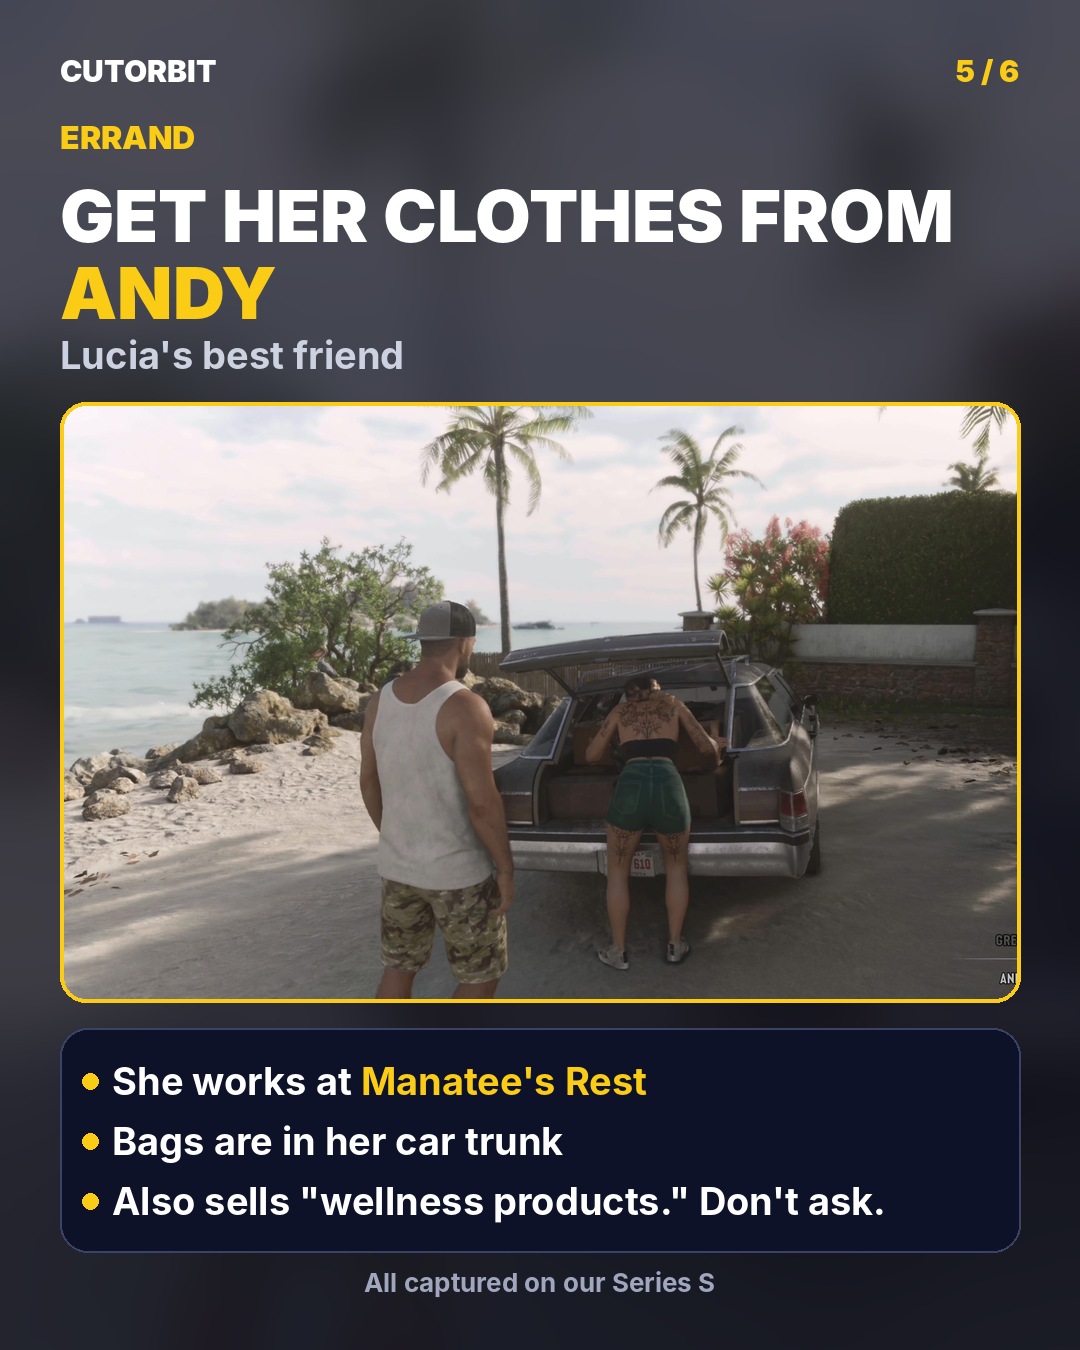 CUTORBIT
5 / 6
ERRAND
GET HER CLOTHES FROM
ANDY
Lucia's best friend
610
She works at Manatee's Rest
Bags are in her car trunk
Also sells "wellness products." Don't ask.
All captured on our Series S